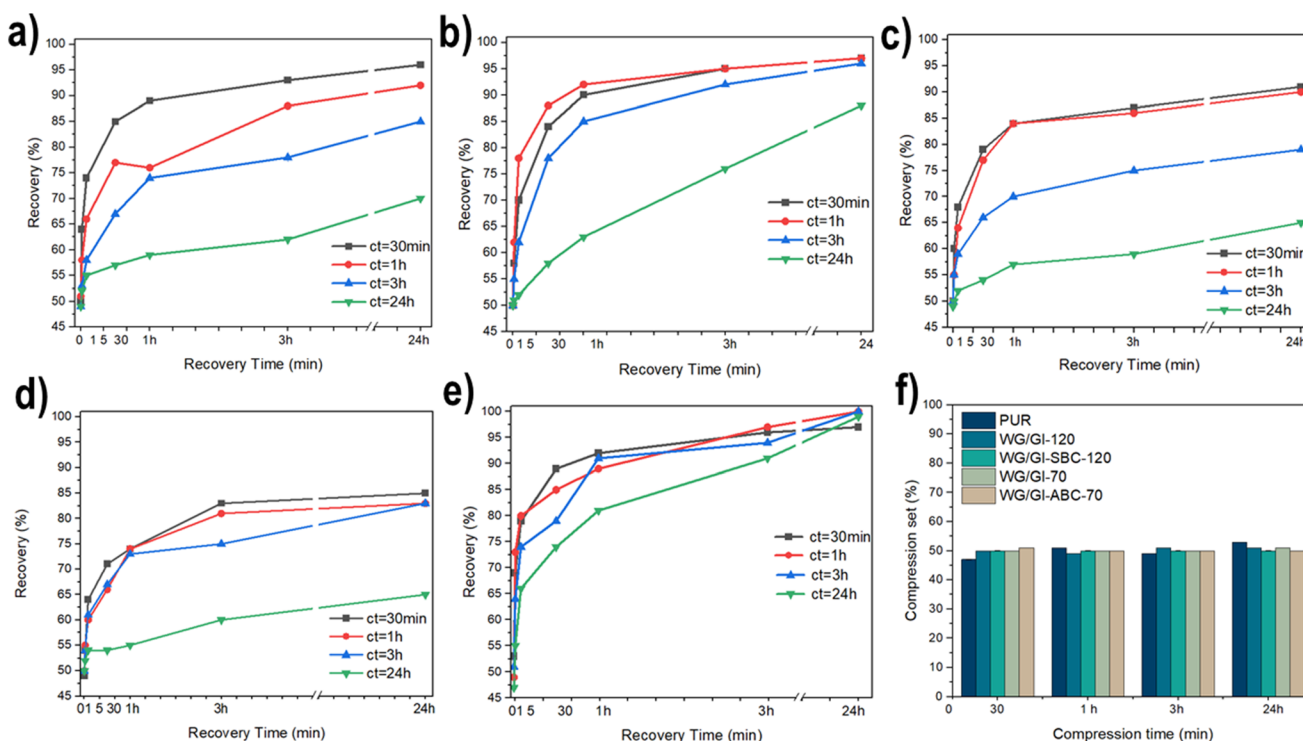 a)
100
95
90
85
80
75
70
65
60
55
50
45
Recovery (%)
ct=30min
ct=1h
ct=3h
ct=24h
0 1 5 30 1h 3h 24h
Recovery Time (min)
b)
100
95
90
85
80
75
70
65
60
55
50
45
Recovery (%)
ct=30min
ct=1h
ct=3h
ct=24h
0 1 5 30 1h 3h 24
Recovery Time (min)
c)
100
95
90
85
80
75
70
65
60
55
50
45
Recovery (%)
ct=30min
ct=1h
ct=3h
ct=24h
0 1 5 30 1h 3h 24h
Recovery Time (min)
d)
100
95
90
85
80
75
70
65
60
55
50
45
Recovery (%)
ct=30min
ct=1h
ct=3h
ct=24h
01 5 30 1h 3h 24h
Recovery Time (min)
e)
100
95
90
85
80
75
70
65
60
55
50
45
Recovery (%)
ct=30min
ct=1h
ct=3h
ct=24h
01 5 30 1h 3h 24h
Recovery Time (min)
f)
100
90
80
70
60
50
40
30
20
10
0
Compression set (%)
PUR
WG/Gl-120
WG/Gl-SBC-120
WG/Gl-70
WG/Gl-ABC-70
0 30 1 h 3h 24h
Compression time (min)